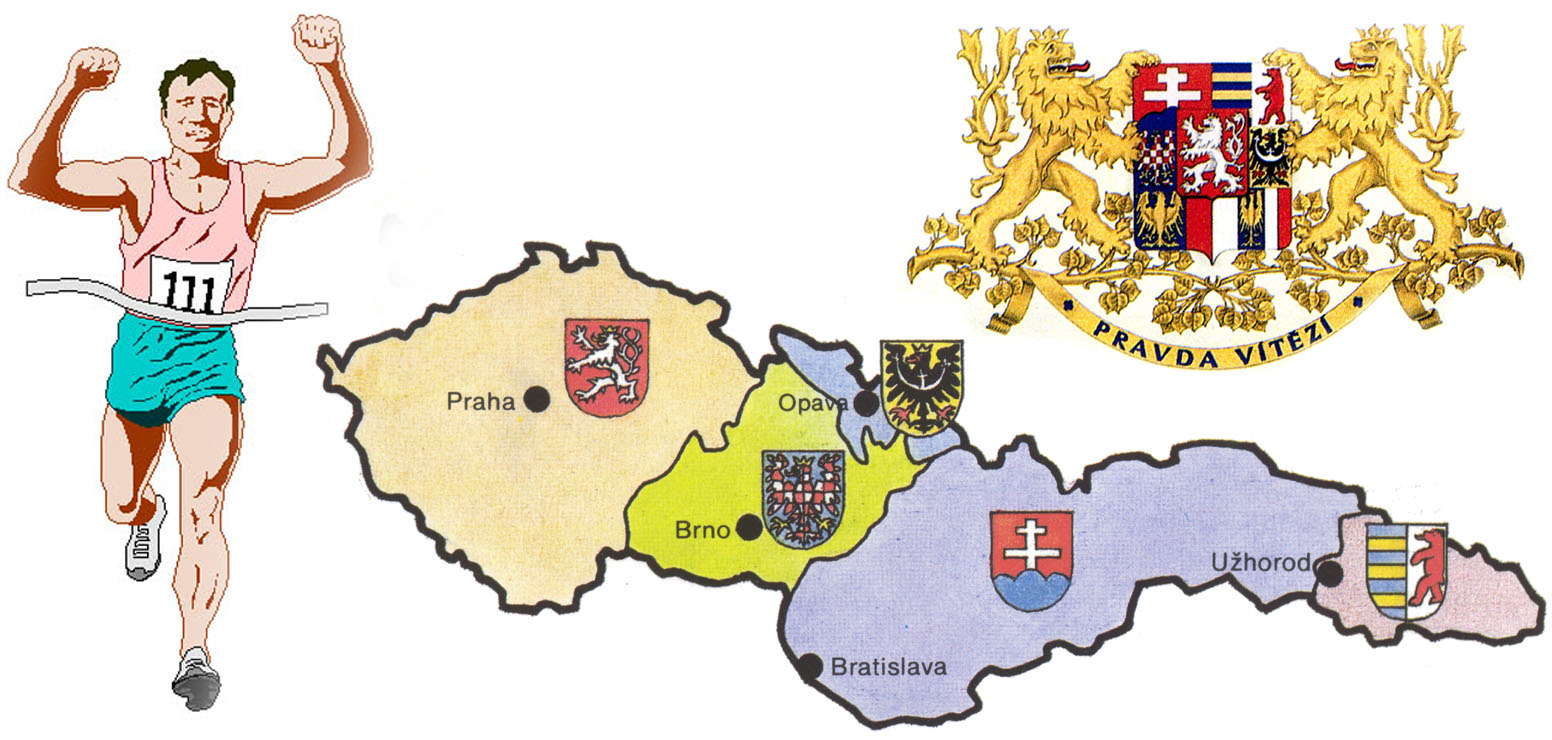 111
PRAVDA VÍTĚZÍ
Praha
Opava
Brno
Užhorod
Bratislava